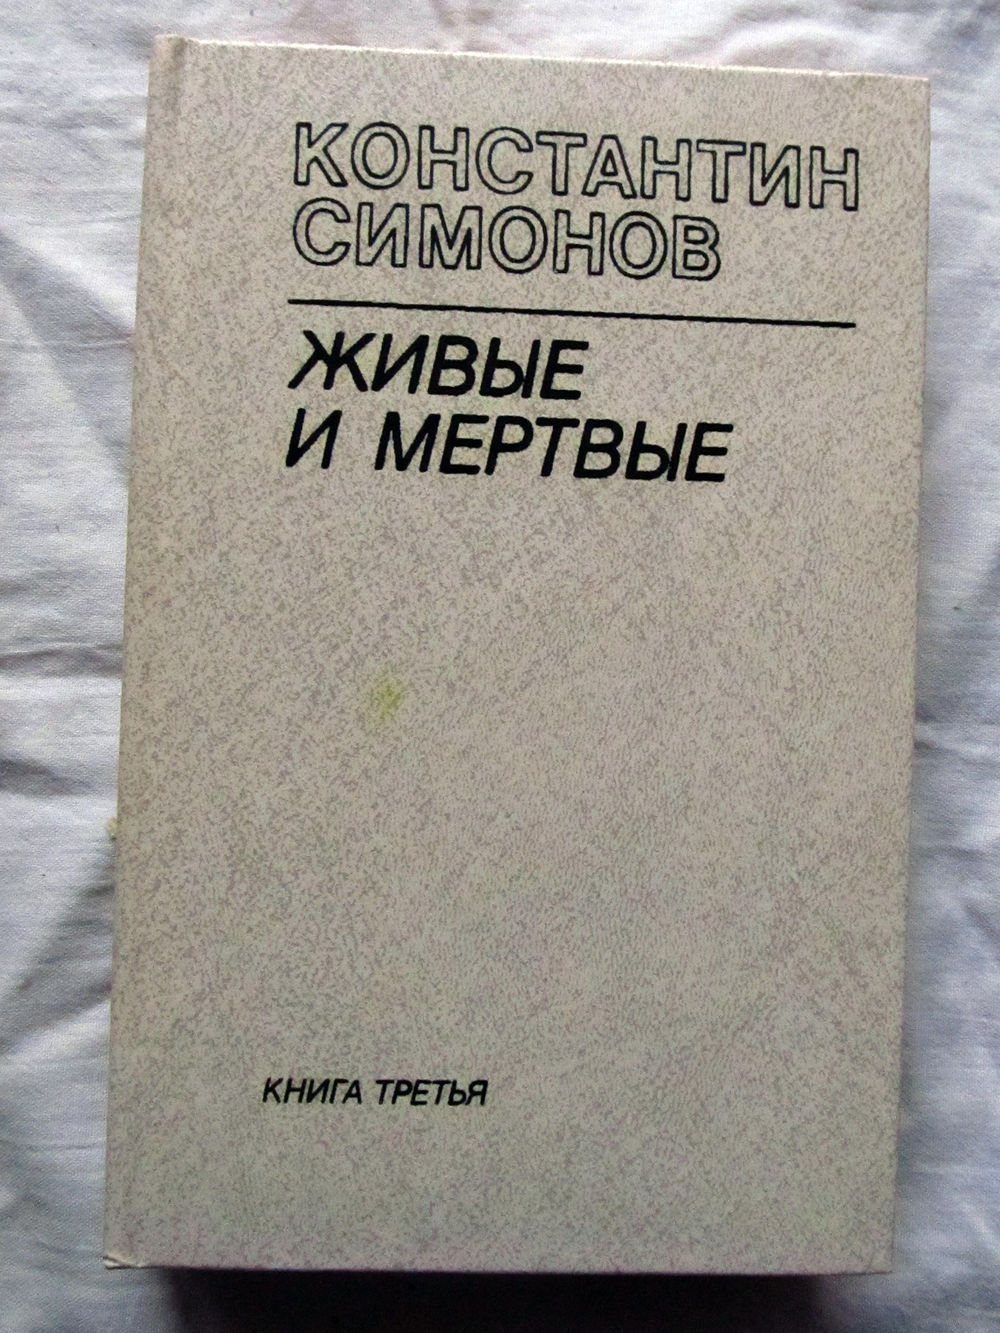 КОНСТАНТИН
СИМОНОВ
ЖИВЫЕ
И МЕРТВЫЕ
КНИГА ТРЕТЬЯ